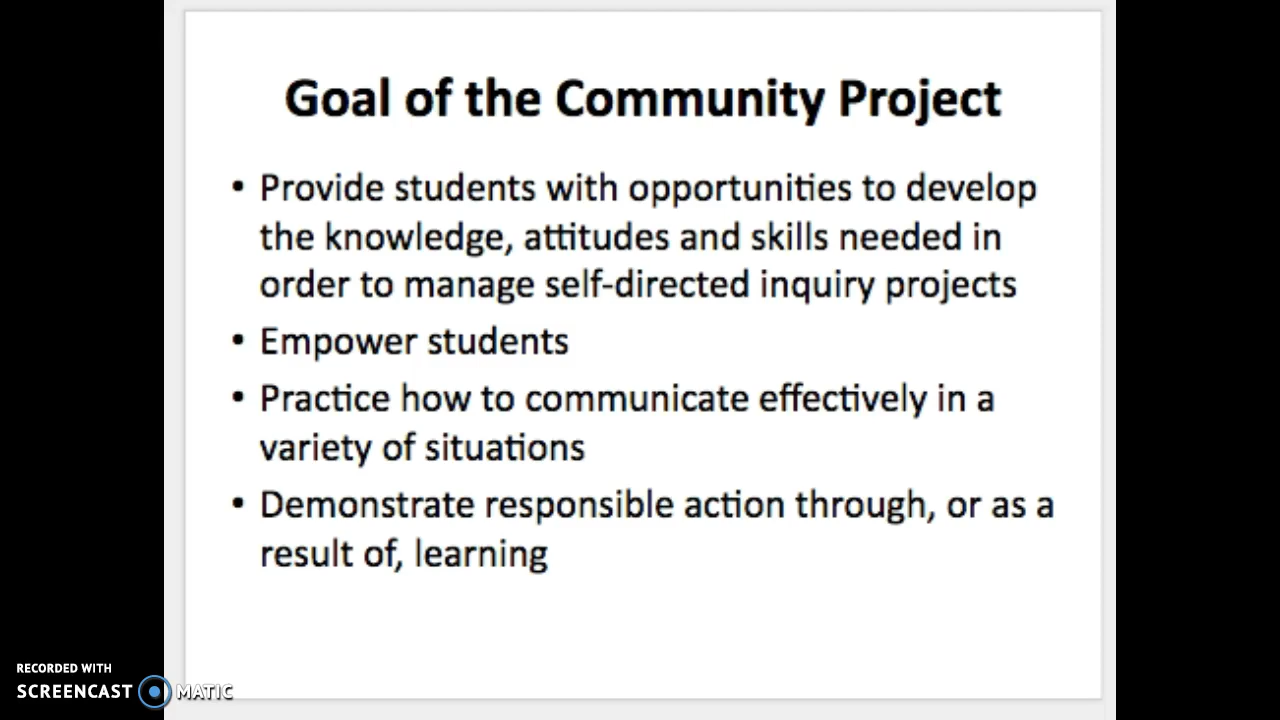 Goal of the Community Project
• Provide students with opportunities to develop
the knowledge, attitudes and skills needed in
order to manage self-directed inquiry projects
• Empower students
• Practice how to communicate effectively in a
variety of situations
• Demonstrate responsible action through, or as a
result of, learning
RECORDED WITH
SCREENCAST MATIC